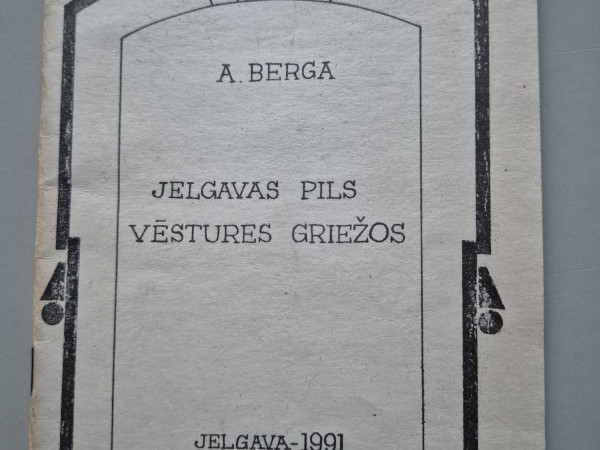 A. BERGA
JELGAVAS PILS
VĒSTURES GRIEŽOS
JELGAVA-1991